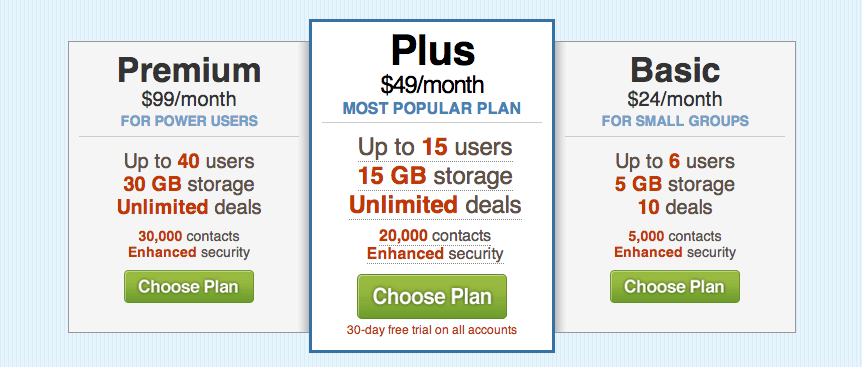 Premium
$99/month
FOR POWER USERS
Up to 40 users
30 GB storage
Unlimited deals
30,000 contacts
Enhanced security
Choose Plan
Plus
$49/month
MOST POPULAR PLAN
Up to 15 users
15 GB storage
Unlimited deals
20,000 contacts
Enhanced security
Choose Plan
30-day free trial on all accounts
Basic
$24/month
FOR SMALL GROUPS
Up to 6 users
5 GB storage
10 deals
5,000 contacts
Enhanced security
Choose Plan